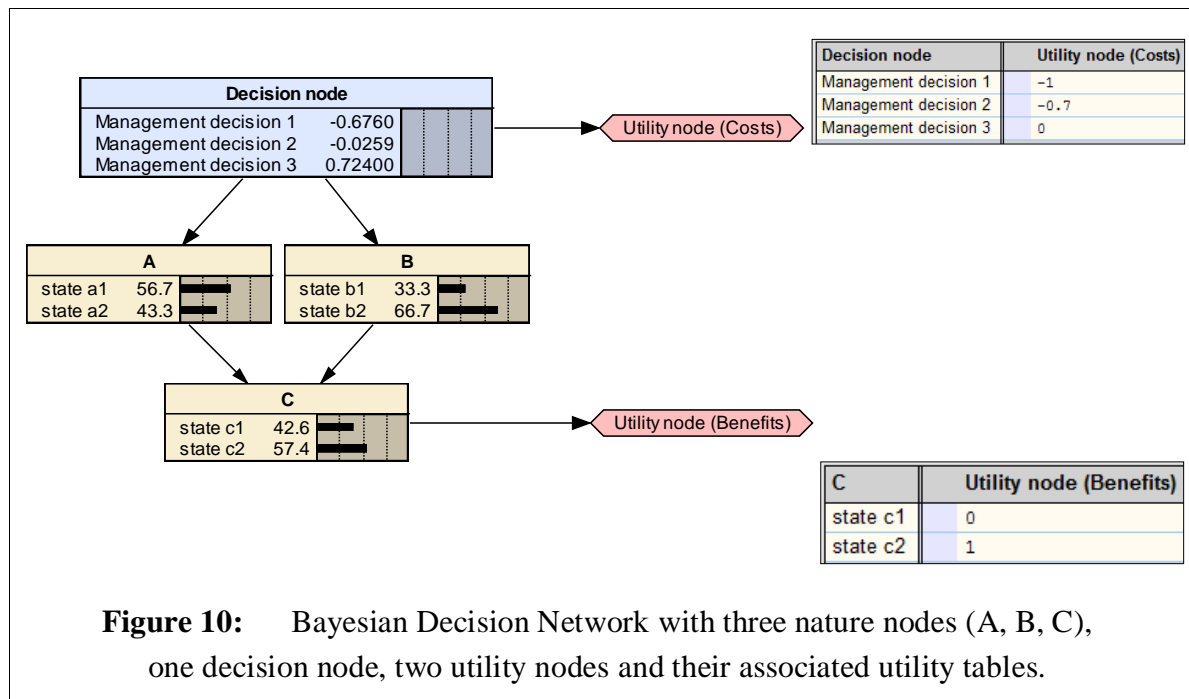 Decision node
Management decision 1 -0.6760
Management decision 2 -0.0259
Management decision 3 0.72400
Utility node (Costs)
Decision node Utility node (Costs)
Management decision 1 -1
Management decision 2 -0.7
Management decision 3 0
A
state a1 56.7
state a2 43.3
B
state b1 33.3
state b2 66.7
C
state c1 42.6
state c2 57.4
Utility node (Benefits)
C Utility node (Benefits)
state c1 0
state c2 1
Figure 10: Bayesian Decision Network with three nature nodes (A, B, C),
one decision node, two utility nodes and their associated utility tables.